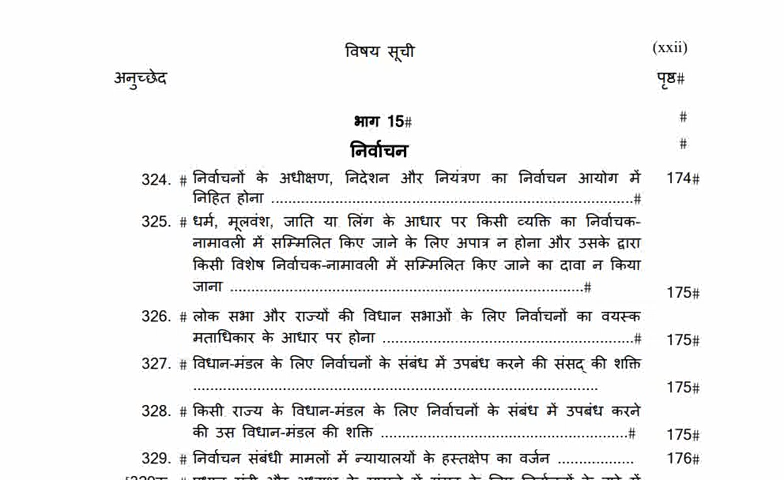 विषय सूची (xxii)
अनुच्छेद पृष्ठ#
भाग 15# #
निर्वाचन #
324. # निर्वाचनों के अधीक्षण, निदेशन और नियंत्रण का निर्वाचन आयोग में 174#
निहित होना ..................................................................#
325. # धर्म, मूलवंश, जाति या लिंग के आधार पर किसी व्यक्ति का निर्वाचक-
नामावली में सम्मिलित किए जाने के लिए अपात्र न होना और उसके द्वारा
किसी विशेष निर्वाचक-नामावली में सम्मिलित किए जाने का दावा न किया
जाना ................................................................# 175#
326. # लोक सभा और राज्यों की विधान सभाओं के लिए निर्वाचनों का वयस्क
मताधिकार के आधार पर होना ..............................................# 175#
327. # विधान-मंडल के लिए निर्वाचनों के संबंध में उपबंध करने की संसद् की शक्ति
.......................................................................... 175#
328. # किसी राज्य के विधान-मंडल के लिए निर्वाचनों के संबंध में उपबंध करने
की उस विधान-मंडल की शक्ति .............................................# 175#
329. # निर्वाचन संबंधी मामलों में न्यायालयों के हस्तक्षेप का वर्जन .............. 176#